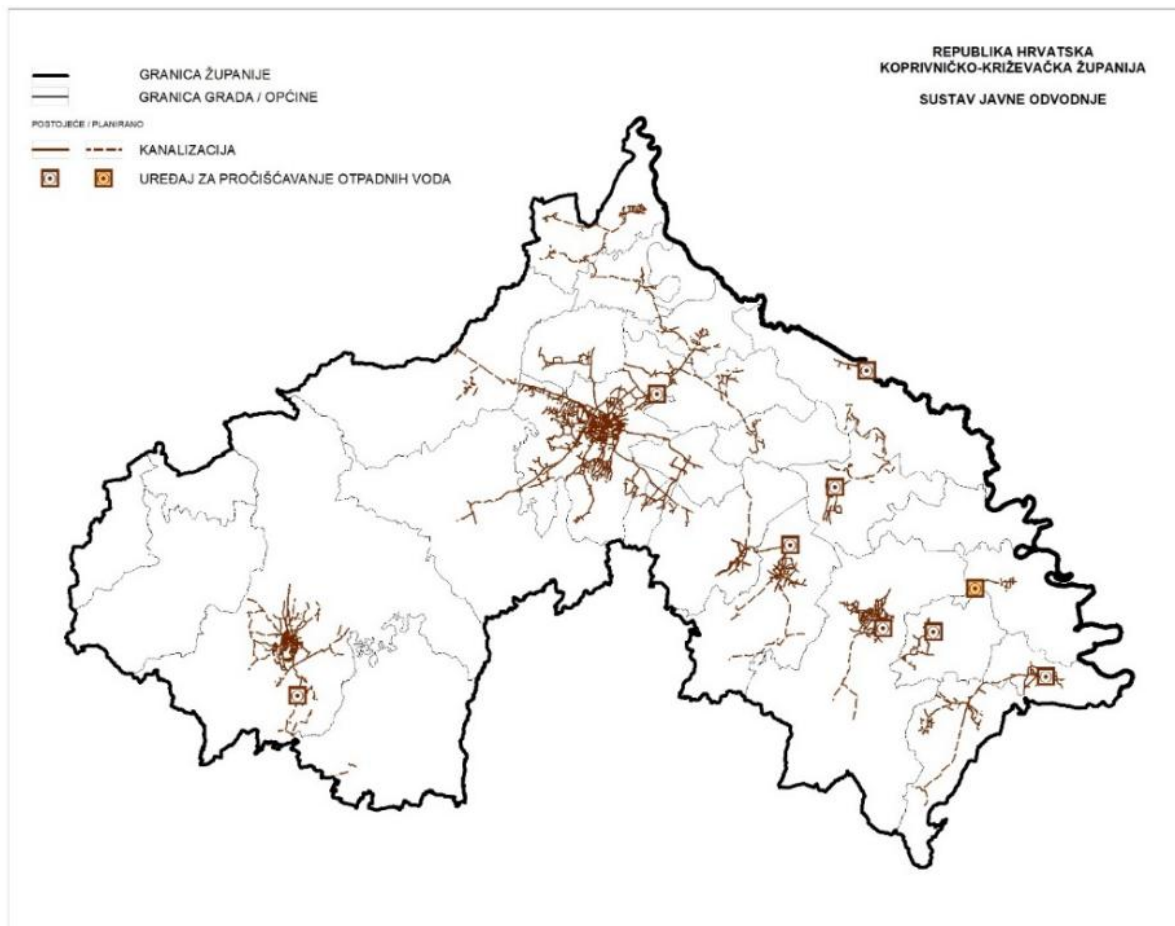 REPUBLIKA HRVATSKA
KOPRIVNIČKO-KRIŽEVAČKA ŽUPANIJA
SUSTAV JAVNE ODVODNJE
GRANICA ŽUPANIJE
GRANICA GRADA / OPĆINE
POSTOJEĆE / PLANIRANO
KANALIZACIJA
UREĐAJ ZA PROČIŠĆAVANJE OTPADNIH VODA